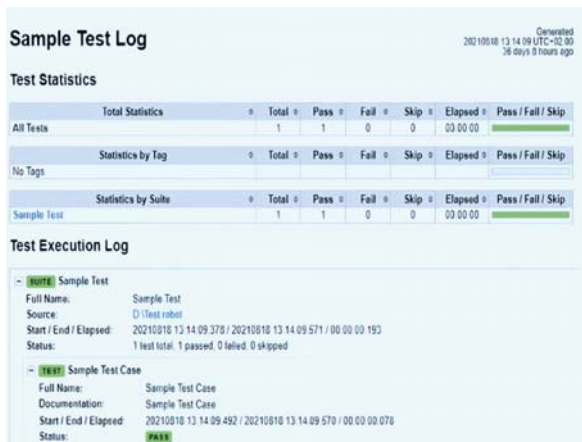 Sample Test Log
Generated
20210818 13:14:09 UTC+02:00
36 days 8 hours ago
Test Statistics
Total Statistics Total Pass Fail Skip Elapsed Pass / Fail / Skip
All Tests 1 1 0 0 00:00:00
Statistics by Tag Total Pass Fail Skip Elapsed Pass / Fail / Skip
No Tags
Statistics by Suite Total Pass Fail Skip Elapsed Pass / Fail / Skip
Sample Test 1 1 0 0 00:00:00
Test Execution Log
- SUITE Sample Test
Full Name: Sample Test
Source: D:\Test.robot
Start / End / Elapsed: 20210818 13:14:09.378 / 20210818 13:14:09.571 / 00:00:00.193
Status: 1 test total, 1 passed, 0 failed, 0 skipped
- TEST Sample Test Case
Full Name: Sample Test Case
Documentation: Sample Test Case
Start / End / Elapsed: 20210818 13:14:09.492 / 20210818 13:14:09.570 / 00:00:00.078
Status: PASS